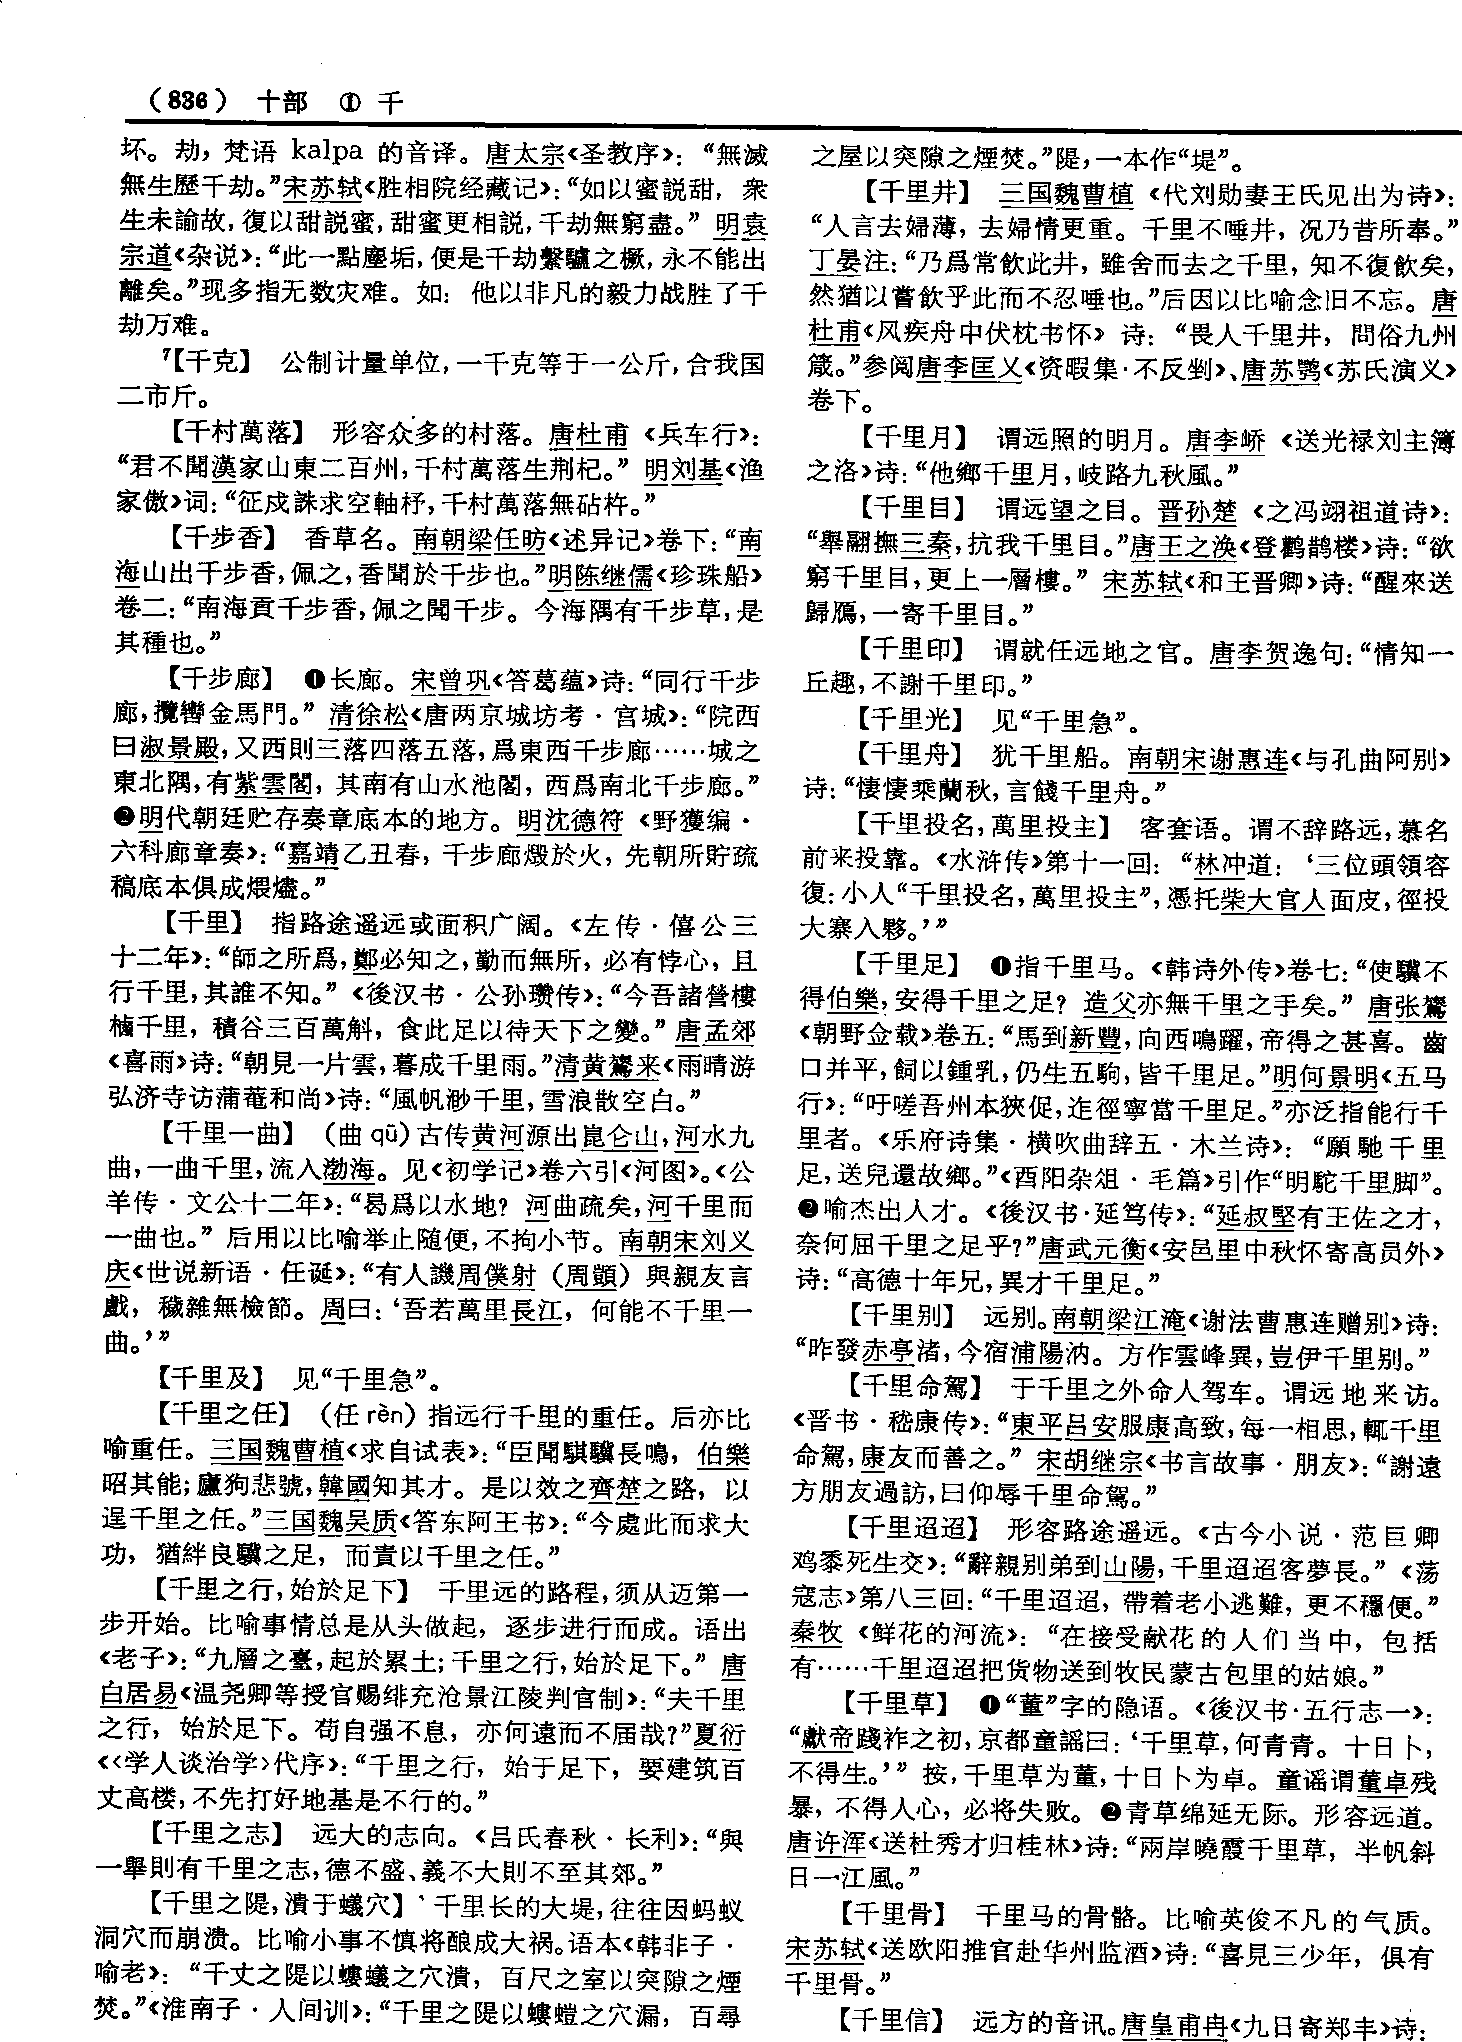 （836） 十部 ① 千
坏。劫，梵语 kalpa 的音译。唐太宗《圣教序》：“無滅
無生歷千劫。”宋苏轼《胜相院经藏记》：“如以蜜説甜，衆
生未諭故，復以甜説蜜，甜蜜更相説，千劫無窮盡。”明袁
宗道《杂说》：“此一點塵垢，便是千劫繫驢之橛，永不能出
離矣。”现多指无数灾难。如：他以非凡的毅力战胜了千
劫万难。
7【千克】 公制计量单位，一千克等于一公斤，合我国
二市斤。
【千村萬落】 形容众多的村落。唐杜甫《兵车行》：
“君不聞漢家山東二百州，千村萬落生荆杞。”明刘基《渔
家傲》词：“征戍誅求空軸杼，千村萬落無砧杵。”
【千步香】 香草名。南朝梁任昉《述异记》卷下：“南
海山出千步香，佩之，香聞於千步也。”明陈继儒《珍珠船》
卷二：“南海貢千步香，佩之聞千步。今海隅有千步草，是
其種也。”
【千步廊】 ❶长廊。宋曾巩《答葛蕴》诗：“同行千步
廊，攬轡金馬門。”清徐松《唐两京城坊考·宫城》：“院西
曰淑景殿，又西則三落四落五落，爲東西千步廊……城之
東北隅，有紫雲閣，其南有山水池閣，西爲南北千步廊。”
❷明代朝廷贮存奏章底本的地方。明沈德符《野獲编·
六科廊章奏》：“嘉靖乙丑春，千步廊燬於火，先朝所貯疏
稿底本俱成煨燼。”
【千里】 指路途遥远或面积广阔。《左传·僖公三
十二年》：“師之所爲，鄭必知之，勤而無所，必有悖心，且
行千里，其誰不知。”《後汉书·公孙瓒传》：“今吾諸營樓
樐千里，積谷三百萬斛，食此足以待天下之變。”唐孟郊
《喜雨》诗：“朝見一片雲，暮成千里雨。”清黄鷟来《雨晴游
弘济寺访蒲菴和尚》诗：“風帆渺千里，雪浪散空白。”
【千里一曲】 （曲 qū）古传黄河源出崑仑山，河水九
曲，一曲千里，流入渤海。见《初学记》卷六引《河图》。《公
羊传·文公十二年》：“曷爲以水地？河曲疏矣，河千里而
一曲也。”后用以比喻举止随便，不拘小节。南朝宋刘义
庆《世说新语·任诞》：“有人譏周僕射（周顗）與親友言
戲，穢雜無檢節。周曰：‘吾若萬里長江，何能不千里一
曲。’”
【千里及】 见“千里急”。
【千里之任】 （任 rèn）指远行千里的重任。后亦比
喻重任。三国魏曹植《求自试表》：“臣聞騏驥長鳴，伯樂
昭其能；盧狗悲號，韓國知其才。是以效之齊楚之路，以
逞千里之任。”三国魏吴质《答东阿王书》：“今處此而求大
功，猶絆良驥之足，而責以千里之任。”
【千里之行，始於足下】 千里远的路程，须从迈第一
步开始。比喻事情总是从头做起，逐步进行而成。语出
《老子》：“九層之臺，起於累土；千里之行，始於足下。”唐
白居易《温尧卿等授官赐绯充沧景江陵判官制》：“夫千里
之行，始於足下。苟自强不息，亦何遠而不届哉？”夏衍
《〈学人谈治学〉代序》：“千里之行，始于足下，要建筑百
丈高楼，不先打好地基是不行的。”
【千里之志】 远大的志向。《吕氏春秋·长利》：“與
一舉則有千里之志，德不盛、義不大則不至其郊。”
【千里之隄，潰于蟻穴】 千里长的大堤，往往因蚂蚁
洞穴而崩溃。比喻小事不慎将酿成大祸。语本《韩非子·
喻老》：“千丈之隄以螻蟻之穴潰，百尺之室以突隙之煙
焚。”《淮南子·人间训》：“千里之隄以螻螘之穴漏，百尋
之屋以突隙之煙焚。”隄，一本作“堤”。
【千里井】 三国魏曹植《代刘勋妻王氏见出为诗》：
“人言去婦薄，去婦情更重。千里不唾井，况乃昔所奉。”
丁晏注：“乃爲常飲此井，雖舍而去之千里，知不復飲矣，
然猶以嘗飲乎此而不忍唾也。”后因以比喻念旧不忘。唐
杜甫《风疾舟中伏枕书怀》诗：“畏人千里井，問俗九州
箴。”参阅唐李匡乂《资暇集·不反剉》、唐苏鹗《苏氏演义》
卷下。
【千里月】 谓远照的明月。唐李峤《送光禄刘主簿
之洛》诗：“他鄉千里月，岐路九秋風。”
【千里目】 谓远望之目。晋孙楚《之冯翊祖道诗》：
“舉翮撫三秦，抗我千里目。”唐王之涣《登鹳鹊楼》诗：“欲
窮千里目，更上一層樓。”宋苏轼《和王晋卿》诗：“醒來送
歸鴈，一寄千里目。”
【千里印】 谓就任远地之官。唐李贺逸句：“情知一
丘趣，不謝千里印。”
【千里光】 见“千里急”。
【千里舟】 犹千里船。南朝宋谢惠连《与孔曲阿别》
诗：“悽悽乘蘭秋，言餞千里舟。”
【千里投名，萬里投主】 客套语。谓不辞路远，慕名
前来投靠。《水浒传》第十一回：“林冲道：‘三位頭領容
復：小人“千里投名，萬里投主”，憑托柴大官人面皮，徑投
大寨入夥。’”
【千里足】 ❶指千里马。《韩诗外传》卷七：“使驥不
得伯樂，安得千里之足？造父亦無千里之手矣。”唐张鷟
《朝野佥载》卷五：“馬到新豐，向西鳴躍，帝得之甚喜。齒
口并平，飼以鍾乳，仍生五駒，皆千里足。”明何景明《五马
行》：“吁嗟吾州本狹促，迮徑寧當千里足。”亦泛指能行千
里者。《乐府诗集·横吹曲辞五·木兰诗》：“願馳千里
足，送兒還故鄉。”《酉阳杂俎·毛篇》引作“明駝千里脚”。
❷喻杰出人才。《後汉书·延笃传》：“延叔堅有王佐之才，
奈何屈千里之足乎？”唐武元衡《安邑里中秋怀寄高员外》
诗：“高德十年兄，異才千里足。”
【千里别】 远别。南朝梁江淹《谢法曹惠连赠别》诗：
“昨發赤亭渚，今宿浦陽汭。方作雲峰異，豈伊千里别。”
【千里命駕】 于千里之外命人驾车。谓远地来访。
《晋书·嵇康传》：“東平吕安服康高致，每一相思，輒千里
命駕，康友而善之。”宋胡继宗《书言故事·朋友》：“謝遠
方朋友過訪，曰仰辱千里命駕。”
【千里迢迢】 形容路途遥远。《古今小说·范巨卿
鸡黍死生交》：“辭親别弟到山陽，千里迢迢客夢長。”《荡
寇志》第八三回：“千里迢迢，帶着老小逃難，更不穩便。”
秦牧《鲜花的河流》：“在接受献花的人们当中，包括
有……千里迢迢把货物送到牧民蒙古包里的姑娘。”
【千里草】 ❶“董”字的隐语。《後汉书·五行志一》：
“獻帝踐祚之初，京都童謡曰：‘千里草，何青青。十日卜，
不得生。’”按，千里草为董，十日卜为卓。童谣谓董卓残
暴，不得人心，必将失败。❷青草绵延无际。形容远道。
唐许浑《送杜秀才归桂林》诗：“兩岸曉霞千里草，半帆斜
日一江風。”
【千里骨】 千里马的骨骼。比喻英俊不凡的气质。
宋苏轼《送欧阳推官赴华州监酒》诗：“喜見三少年，俱有
千里骨。”
【千里信】 远方的音讯。唐皇甫冉《九日寄郑丰》诗：